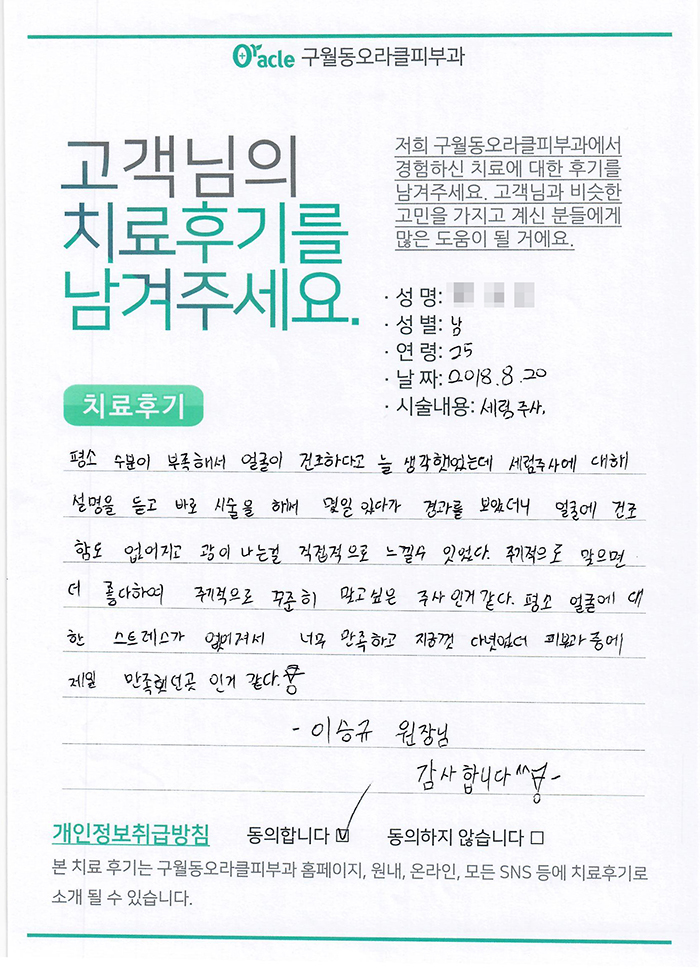 Oracle 구월동오라클피부과
고객님의
치료후기를
남겨주세요.
저희 구월동오라클피부과에서
경험하신 치료에 대한 후기를
남겨주세요. 고객님과 비슷한
고민을 가지고 계신 분들에게
많은 도움이 될 거에요.
· 성 명:
· 성 별: 남
· 연 령: 25
· 날 짜: 2018.8.20
· 시술내용: 세럼주사.
치료후기
평소 수분이 부족해서 얼굴이 건조하다고 늘 생각했었는데 세럼주사에 대해
설명을 듣고 바로 시술을 하해서 몇일 있다가 결과를 보았더니 얼굴에 건조
함도 없어지고 광이 나는걸 직접적으로 느낄수 잇었다. 주기적으로 맞으면
더 좋다하여 주기적으로 꾸준히 맞고싶은 주사인거같다. 평소 얼굴에 대
한 스트레스가 없어져서 너무 만족하고 지금껏 다녔었던 피부과 중에
제일 만족했던곳 인거 같다.
- 이승규 원장님
감사합니다 ^^ -
개인정보취급방침 동의합니다 ☑ 동의하지 않습니다 □
본 치료 후기는 구월동오라클피부과 홈페이지, 원내, 온라인, 모든 SNS 등에 치료후기로
소개 될 수 있습니다.